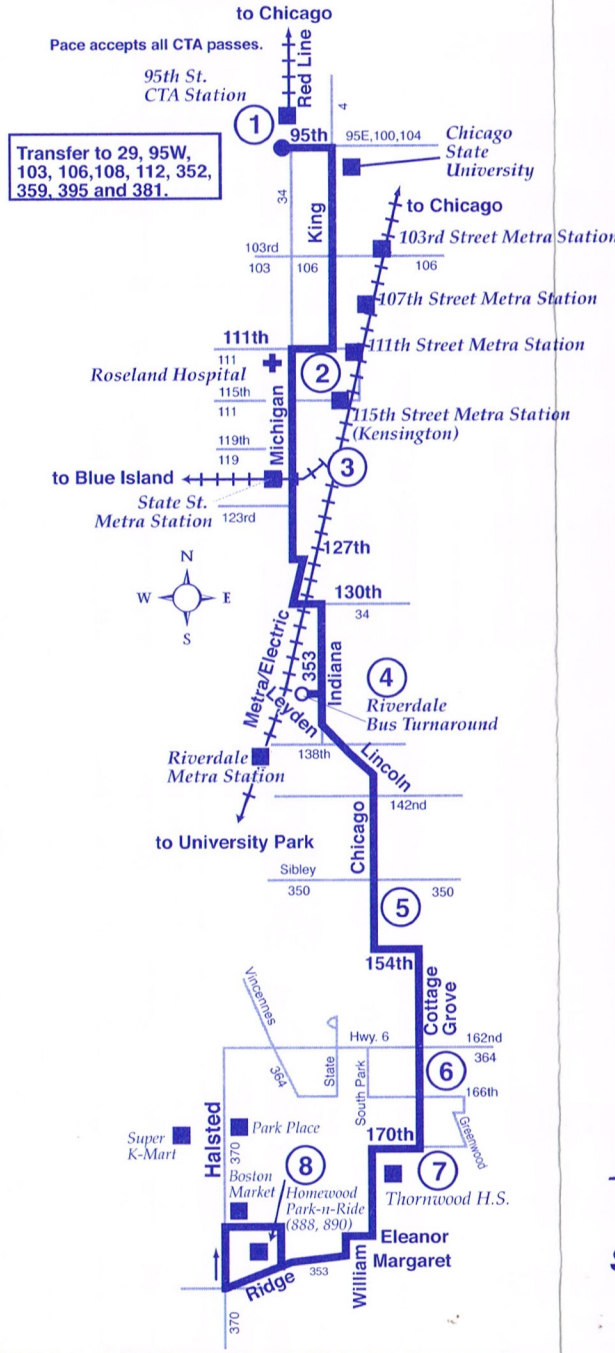 to Chicago
Pace accepts all CTA passes.
Red Line
95th St.
CTA Station
4
1
95th
95E,100,104
Chicago
State
University
Transfer to 29, 95W,
103, 106,108, 112, 352,
359, 395 and 381.
34
King
to Chicago
103rd Street Metra Station
103rd
103
106
106
107th Street Metra Station
111th
111
111th Street Metra Station
Roseland Hospital
2
115th
111
Michigan
115th Street Metra Station
(Kensington)
119th
119
3
to Blue Island
State St.
Metra Station
123rd
127th
N
W
E
S
130th
34
Metra/Electric
353
Indiana
4
Leyden
Riverdale
Bus Turnaround
138th
Lincoln
Riverdale
Metra Station
142nd
to University Park
Chicago
Sibley
350
350
5
154th
Cottage
Grove
Vincennes
364
State
Hwy. 6
South Park
162nd
364
6
166th
Greenwood
Halsted
Super
K-Mart
Park Place
370
170th
7
Thornwood H.S.
Boston
Market
8
Homewood
Park-n-Ride
(888, 890)
Eleanor
Margaret
William
Ridge
353
370